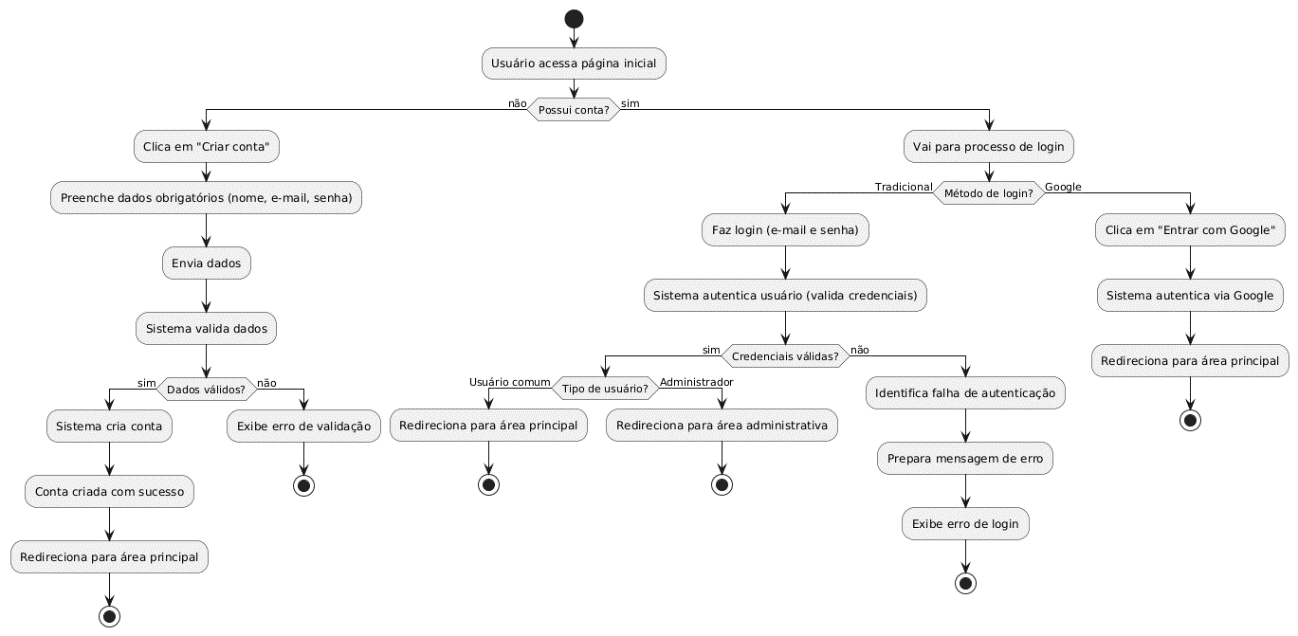 Usuário acessa página inicial
não
Possui conta?
sim
Clica em "Criar conta"
Preenche dados obrigatórios (nome, e-mail, senha)
Envia dados
Sistema valida dados
sim
Dados válidos?
não
Sistema cria conta
Conta criada com sucesso
Redireciona para área principal
Exibe erro de validação
Vai para processo de login
Tradicional
Método de login?
Google
Faz login (e-mail e senha)
Sistema autentica usuário (valida credenciais)
sim
Credenciais válidas?
não
Usuário comum
Tipo de usuário?
Administrador
Redireciona para área principal
Redireciona para área administrativa
Identifica falha de autenticação
Prepara mensagem de erro
Exibe erro de login
Clica em "Entrar com Google"
Sistema autentica via Google
Redireciona para área principal